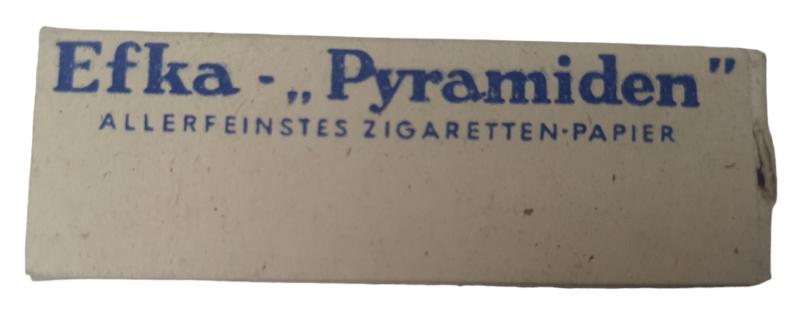 Efka - „Pyramiden"
ALLERFEINSTES ZIGARETTEN-PAPIER